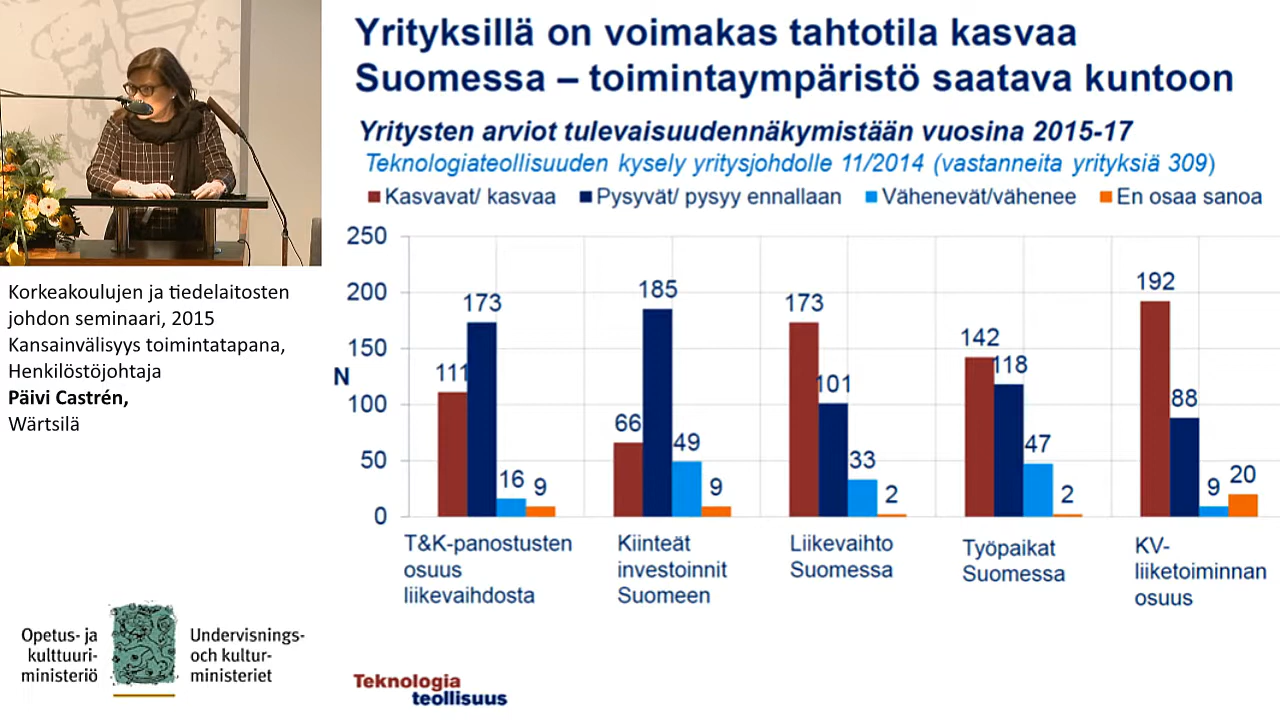 Yrityksillä on voimakas tahtotila kasvaa
Suomessa – toimintaympäristö saatava kuntoon
Yritysten arviot tulevaisuudennäkymistään vuosina 2015-17
Teknologiateollisuuden kysely yritysjohdolle 11/2014 (vastanneita yrityksiä 309)
Kasvavat/ kasvaa Pysyvät/ pysyy ennallaan Vähenevät/vähenee En osaa sanoa
250
200
150
100
50
0
N
111 173 16 9
66 185 49 9
173 101 33 2
142 118 47 2
192 88 9 20
T&K-panostusten
osuus
liikevaihdosta
Kiinteät
investoinnit
Suomeen
Liikevaihto
Suomessa
Työpaikat
Suomessa
KV-
liiketoiminnan
osuus
Teknologia
teollisuus
Korkeakoulujen ja tiedelaitosten
johdon seminaari, 2015
Kansainvälisyys toimintatapana,
Henkilöstöjohtaja
Päivi Castrén,
Wärtsilä
Opetus- ja
kulttuuri-
ministeriö
Undervisnings-
och kultur-
ministeriet